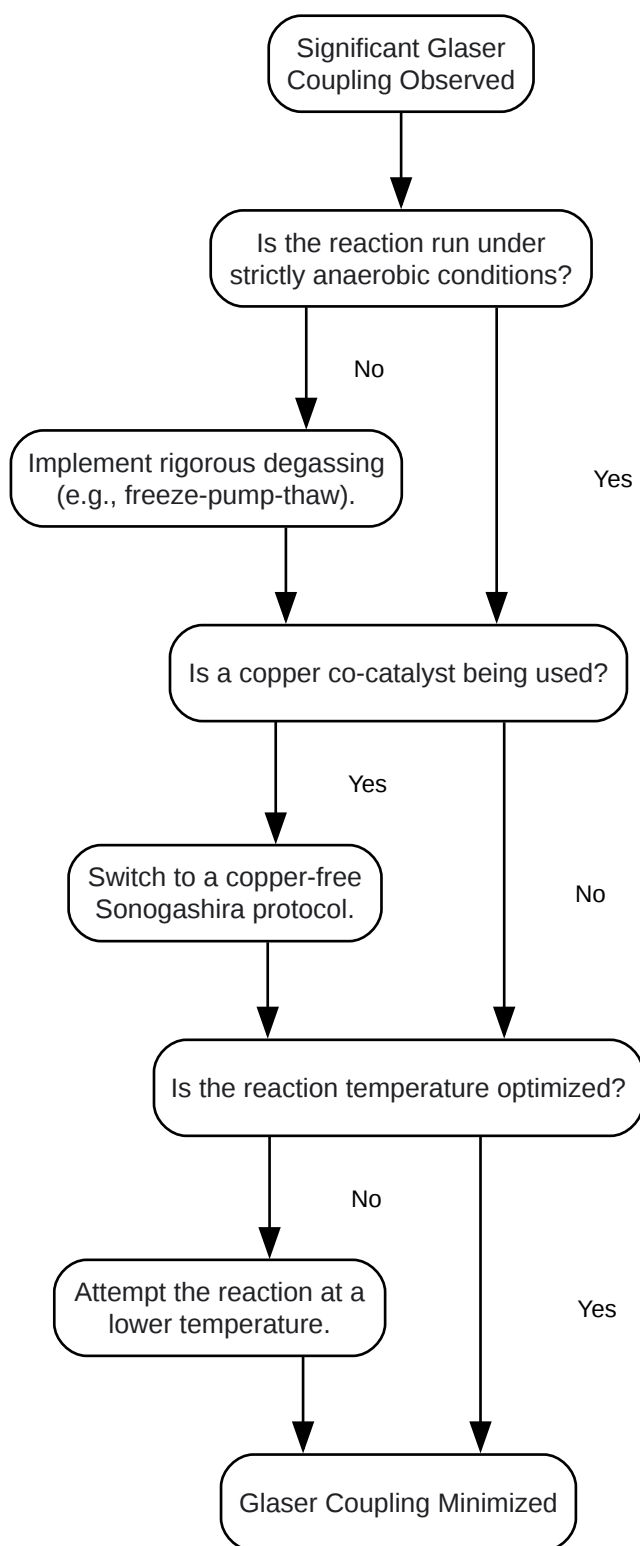 Significant Glaser
Coupling Observed
Is the reaction run under
strictly anaerobic conditions?
No
Implement rigorous degassing
(e.g., freeze-pump-thaw).
Yes
Is a copper co-catalyst being used?
Yes
Switch to a copper-free
Sonogashira protocol.
No
Is the reaction temperature optimized?
No
Attempt the reaction at a
lower temperature.
Yes
Glaser Coupling Minimized